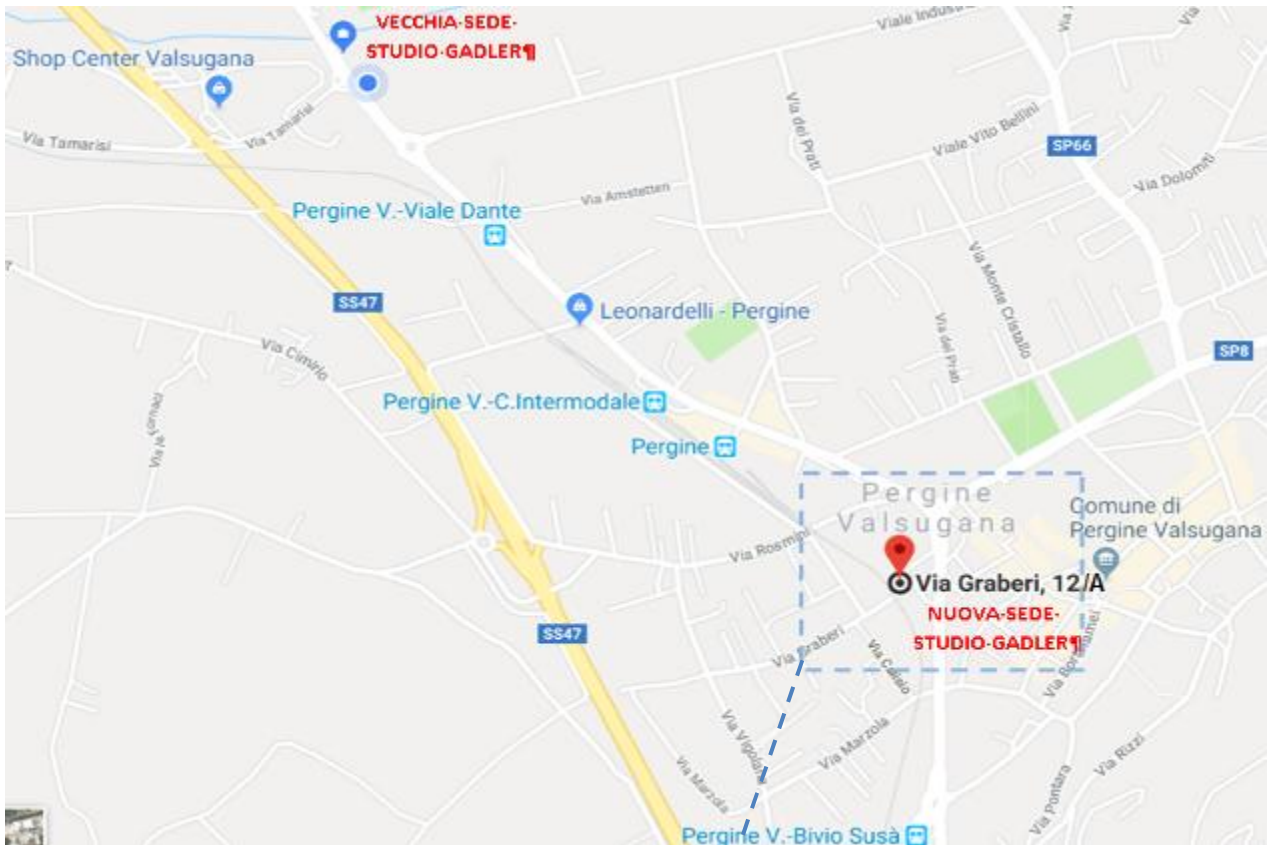 VECCHIA-SEDE-
STUDIO-GADLER¶
Viale Indust
Shop Center Valsugana
Via Tamarisi
Via Tamarisi
Via dei Prati
Viale Vito Bellini
SP66
Via Dolomiti
Via Amstetten
Pergine V.-Viale Dante
Via Monte Cristallo
SS47
Leonardelli - Pergine
Via dei Prati
Via Cimirlo
SP8
Pergine V.-C.Intermodale
Via le Fornaci
Pergine
Pergine
Valsugana
Comune di
Pergine Valsugana
Via Rosmini
Via Graberi, 12/A
NUOVA-SEDE-
STUDIO-GADLER¶
SS47
Via Graberi
Via Calisio
Via Vigolana
Via Marzola
Via Marzola
Via Rizzi
Via Pontara
Pergine V.-Bivio Susà